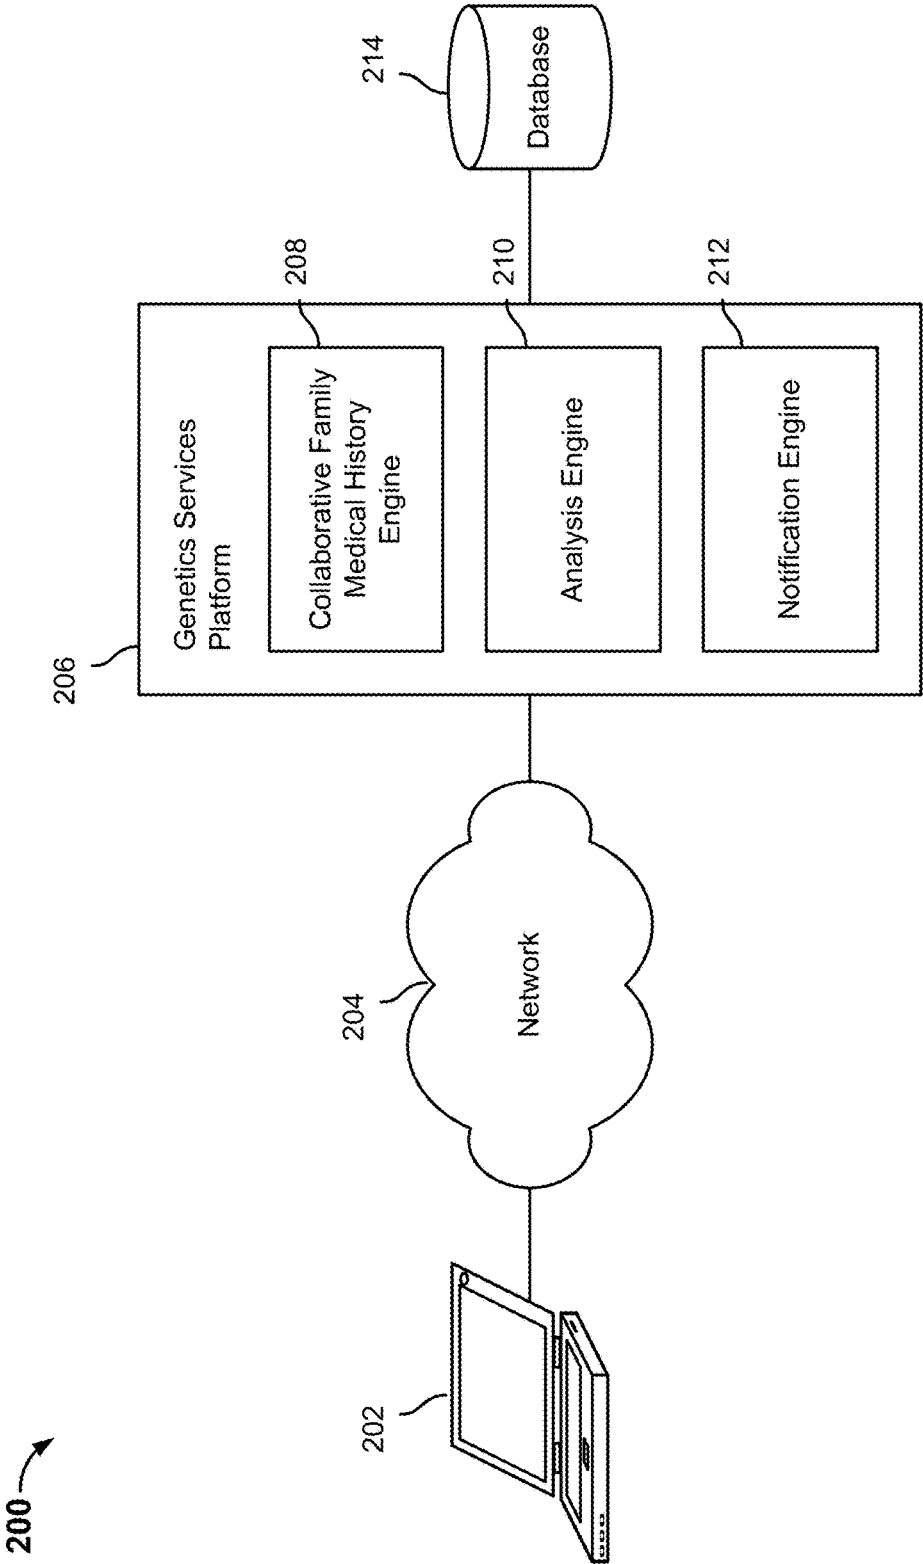 200
202
204
Network
206
Genetics Services
Platform
208
Collaborative Family
Medical History
Engine
210
Analysis Engine
212
Notification Engine
214
Database